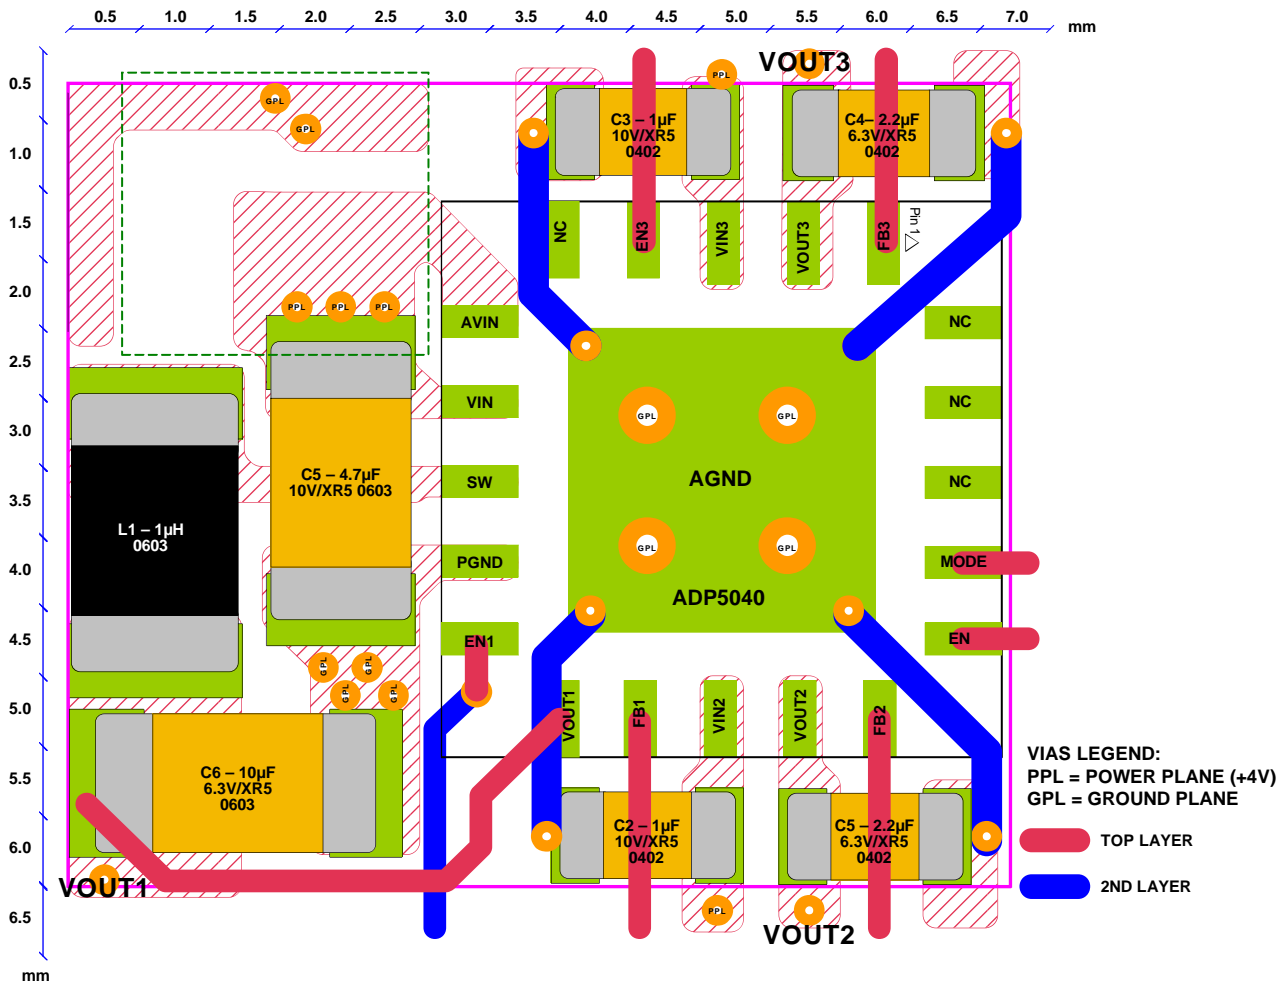 0.5 1.0 1.5 2.0 2.5 3.0 3.5 4.0 4.5 5.0 5.5 6.0 6.5 7.0 mm
0.5
1.0
1.5
2.0
2.5
3.0
3.5
4.0
4.5
5.0
5.5
6.0
6.5
mm
VOUT3
PPL
GPL
GPL
C3 – 1µF
10V/XR5
0402
C4– 2.2µF
6.3V/XR5
0402
NC
EN3
VIN3
VOUT3
FB3
Pin 1
PPL PPL PPL
AVIN
VIN
SW
PGND
EN1
NC
NC
NC
MODE
EN
GPL GPL
AGND
GPL GPL
ADP5040
C5 – 4.7µF
10V/XR5 0603
L1 – 1µH
0603
GPL GPL
GPL GPL
VOUT1
FB1
VIN2
VOUT2
FB2
C6 – 10µF
6.3V/XR5
0603
C2 – 1µF
10V/XR5
0402
C5 – 2.2µF
6.3V/XR5
0402
VOUT1
PPL
VOUT2
VIAS LEGEND:
PPL = POWER PLANE (+4V)
GPL = GROUND PLANE
TOP LAYER
2ND LAYER